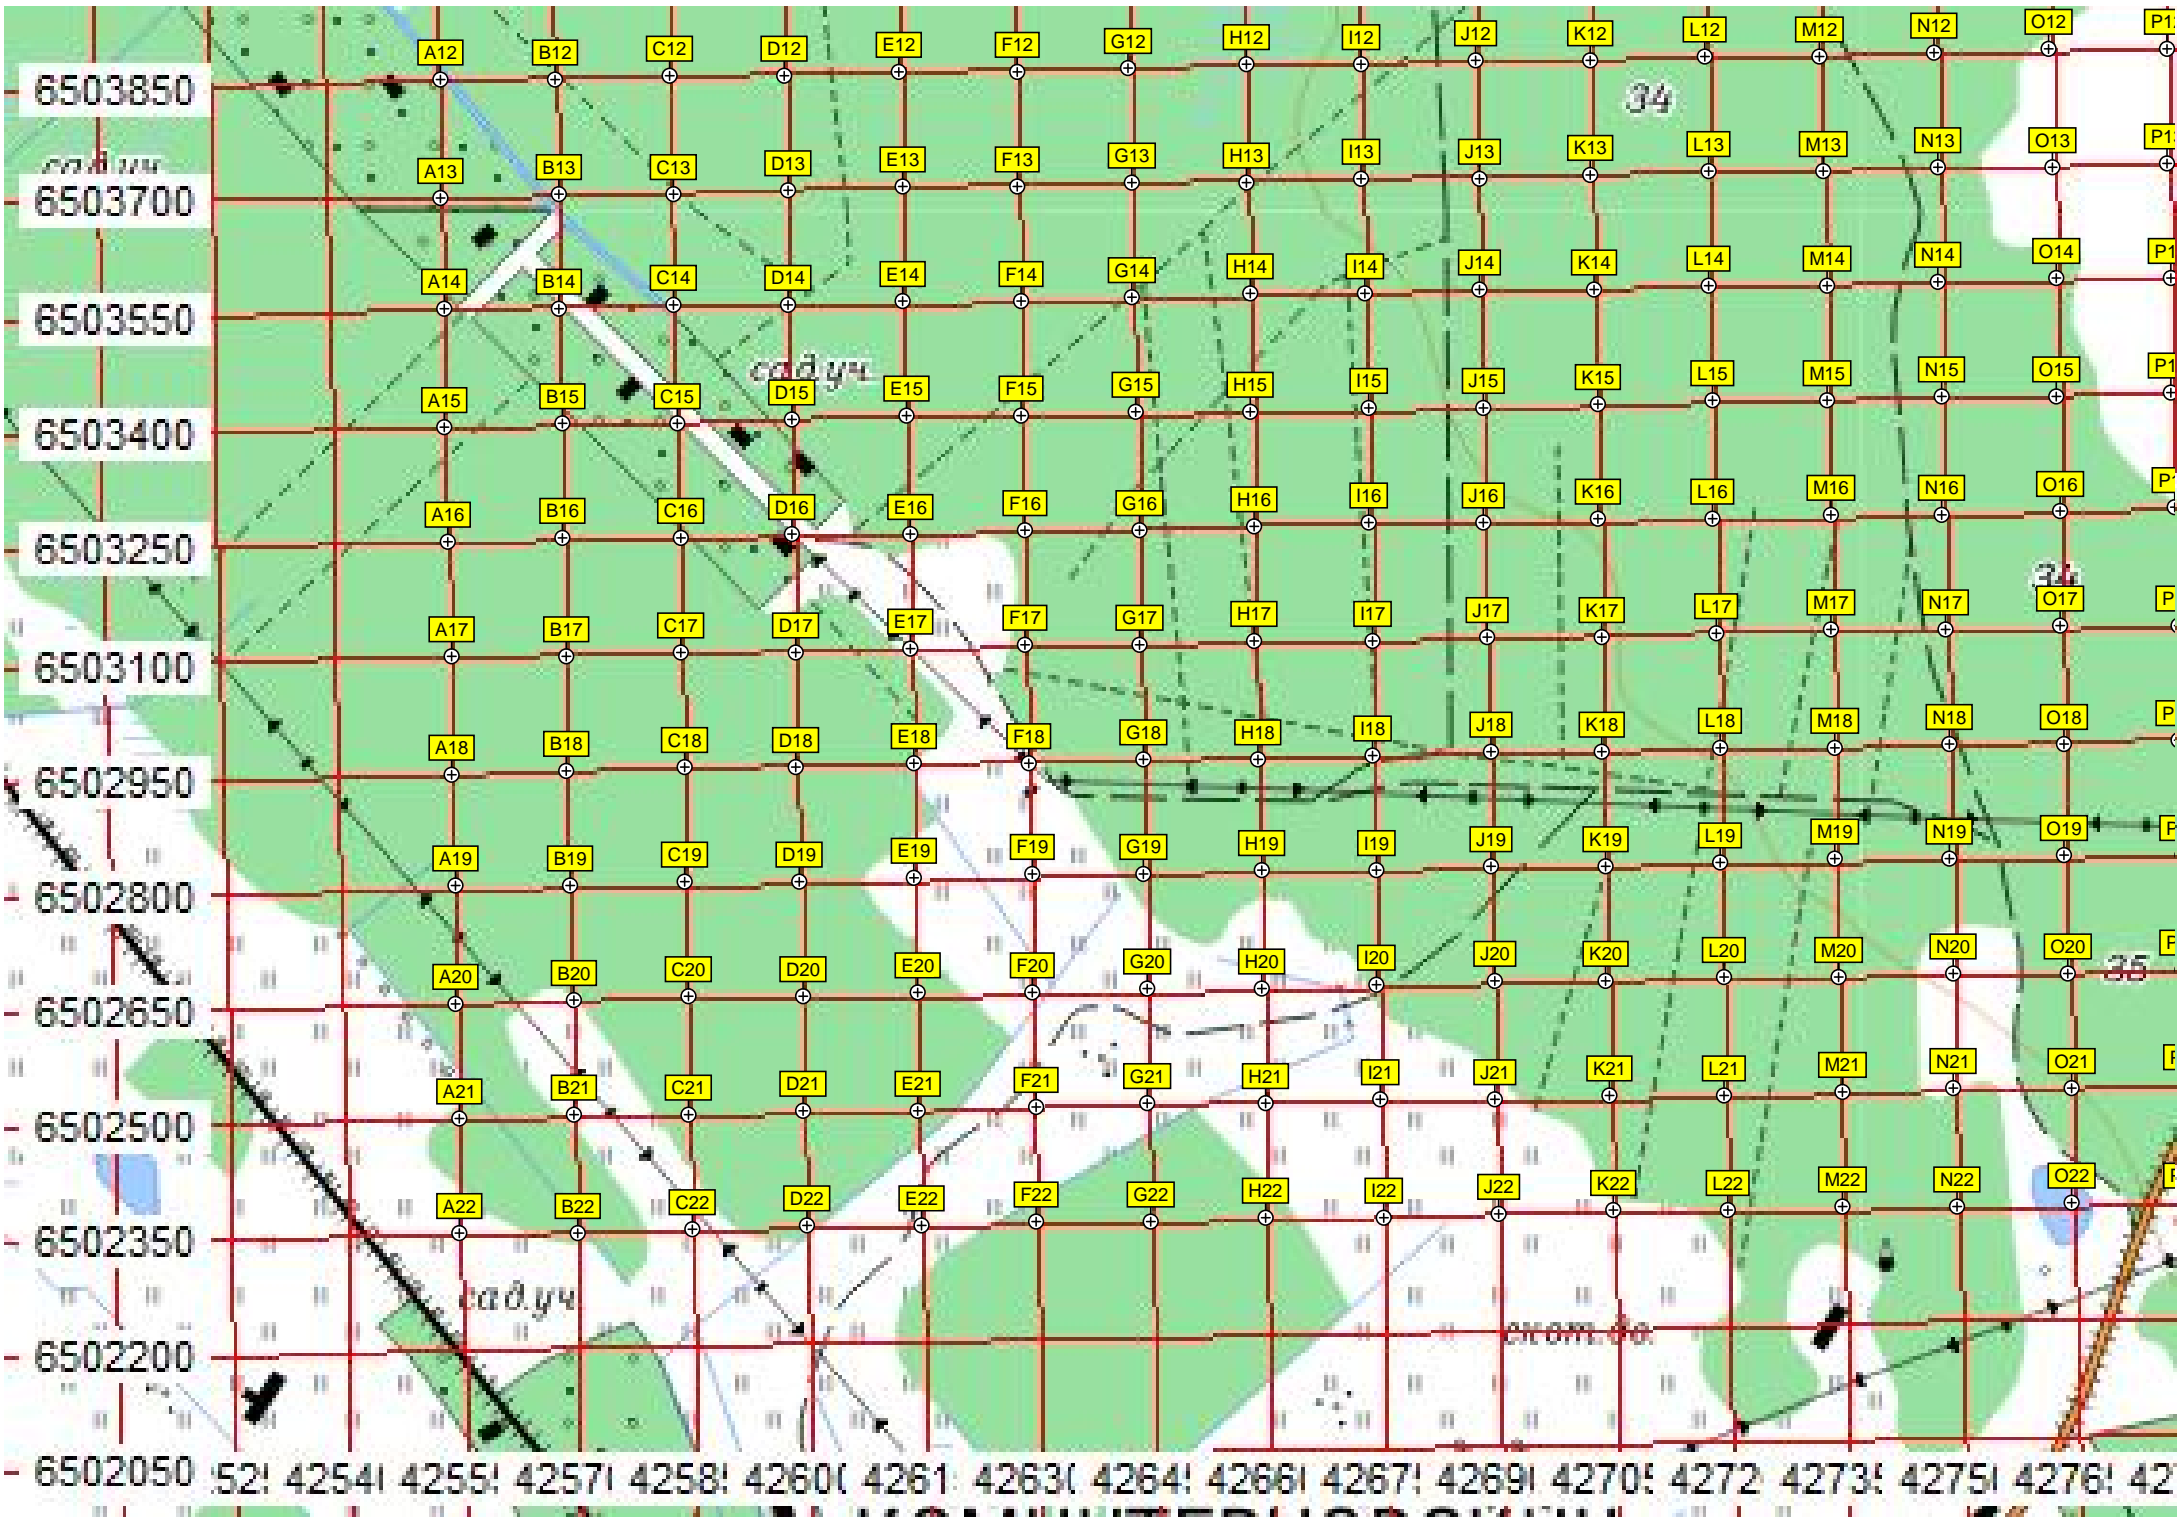 A12 B12 C12 D12 E12 F12 G12 H12 I12 J12 K12 L12 M12 N12 O12
6503850
34
A13 B13 C13 D13 E13 F13 G13 H13 I13 J13 K13 L13 M13 N13 O13
сад.уч.
6503700
A14 B14 C14 D14 E14 F14 G14 H14 I14 J14 K14 L14 M14 N14 O14
6503550
сад.уч.
A15 B15 C15 D15 E15 F15 G15 H15 I15 J15 K15 L15 M15 N15 O15
6503400
A16 B16 C16 D16 E16 F16 G16 H16 I16 J16 K16 L16 M16 N16 O16
6503250
34
A17 B17 C17 D17 E17 F17 G17 H17 I17 J17 K17 L17 M17 N17 O17
6503100
A18 B18 C18 D18 E18 F18 G18 H18 I18 J18 K18 L18 M18 N18 O18
6502950
A19 B19 C19 D19 E19 F19 G19 H19 I19 J19 K19 L19 M19 N19 O19
6502800
A20 B20 C20 D20 E20 F20 G20 H20 I20 J20 K20 L20 M20 N20 O20
35
6502650
A21 B21 C21 D21 E21 F21 G21 H21 I21 J21 K21 L21 M21 N21 O21
6502500
A22 B22 C22 D22 E22 F22 G22 H22 I22 J22 K22 L22 M22 N22 O22
6502350
сад.уч.
6502200
6502050